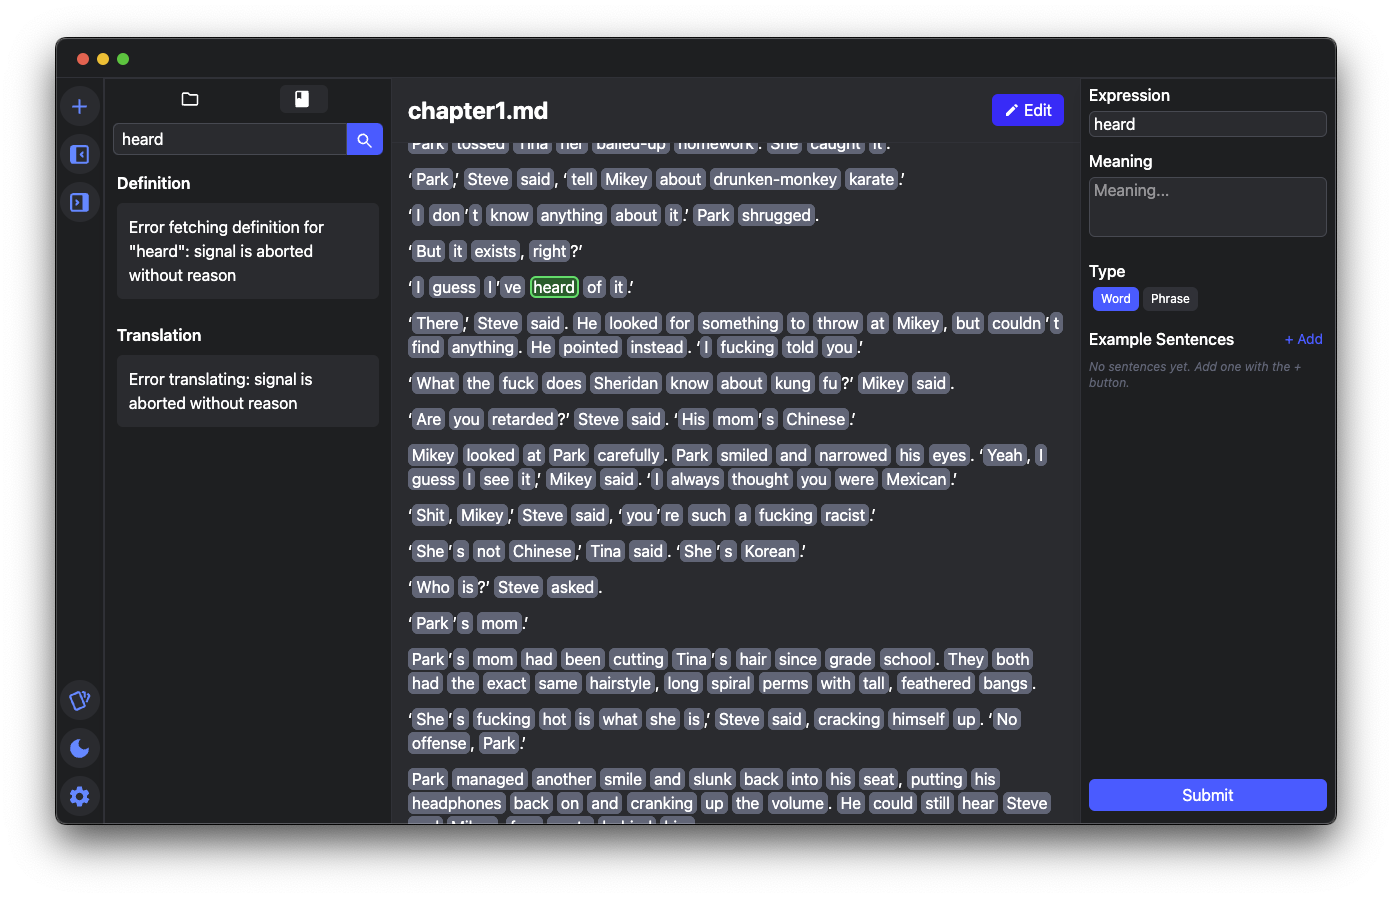 heard
Definition
Error fetching definition for
"heard": signal is aborted
without reason
Translation
Error translating: signal is
aborted without reason
chapter1.md
Edit
Park tossed Tina her balled-up homework. She caught it.
‘Park,’ Steve said, ‘tell Mikey about drunken-monkey karate.’
‘I don’t know anything about it.’ Park shrugged.
‘But it exists, right?’
‘I guess I’ve heard of it.’
‘There,’ Steve said. He looked for something to throw at Mikey, but couldn’t
find anything. He pointed instead. ‘I fucking told you.’
‘What the fuck does Sheridan know about kung fu?’ Mikey said.
‘Are you retarded?’ Steve said. ‘His mom’s Chinese.’
Mikey looked at Park carefully. Park smiled and narrowed his eyes. ‘Yeah, I
guess I see it,’ Mikey said. ‘I always thought you were Mexican.’
‘Shit, Mikey,’ Steve said, ‘you’re such a fucking racist.’
‘She’s not Chinese,’ Tina said. ‘She’s Korean.’
‘Who is?’ Steve asked.
‘Park’s mom.’
Park’s mom had been cutting Tina’s hair since grade school. They both
had the exact same hairstyle, long spiral perms with tall, feathered bangs.
‘She’s fucking hot is what she is,’ Steve said, cracking himself up. ‘No
offense, Park.’
Park managed another smile and slunk back into his seat, putting his
headphones back on and cranking up the volume. He could still hear Steve
Expression
heard
Meaning
Meaning...
Type
Word Phrase
Example Sentences + Add
No sentences yet. Add one with the +
button.
Submit